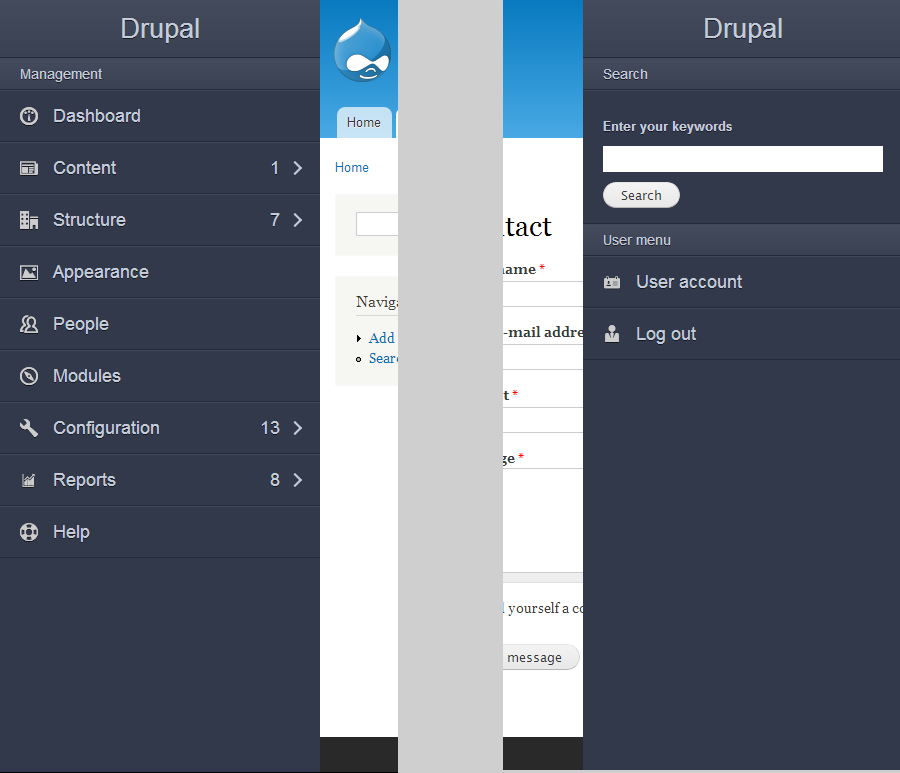 Drupal
Management
Dashboard
Content 1
Structure 7
Appearance
People
Modules
Configuration 13
Reports 8
Help
Home
Home
Naviga
Add
Sear
tact
ame *
-mail addre
t *
ge *
yourself a co
message
Drupal
Search
Enter your keywords
Search
User menu
User account
Log out